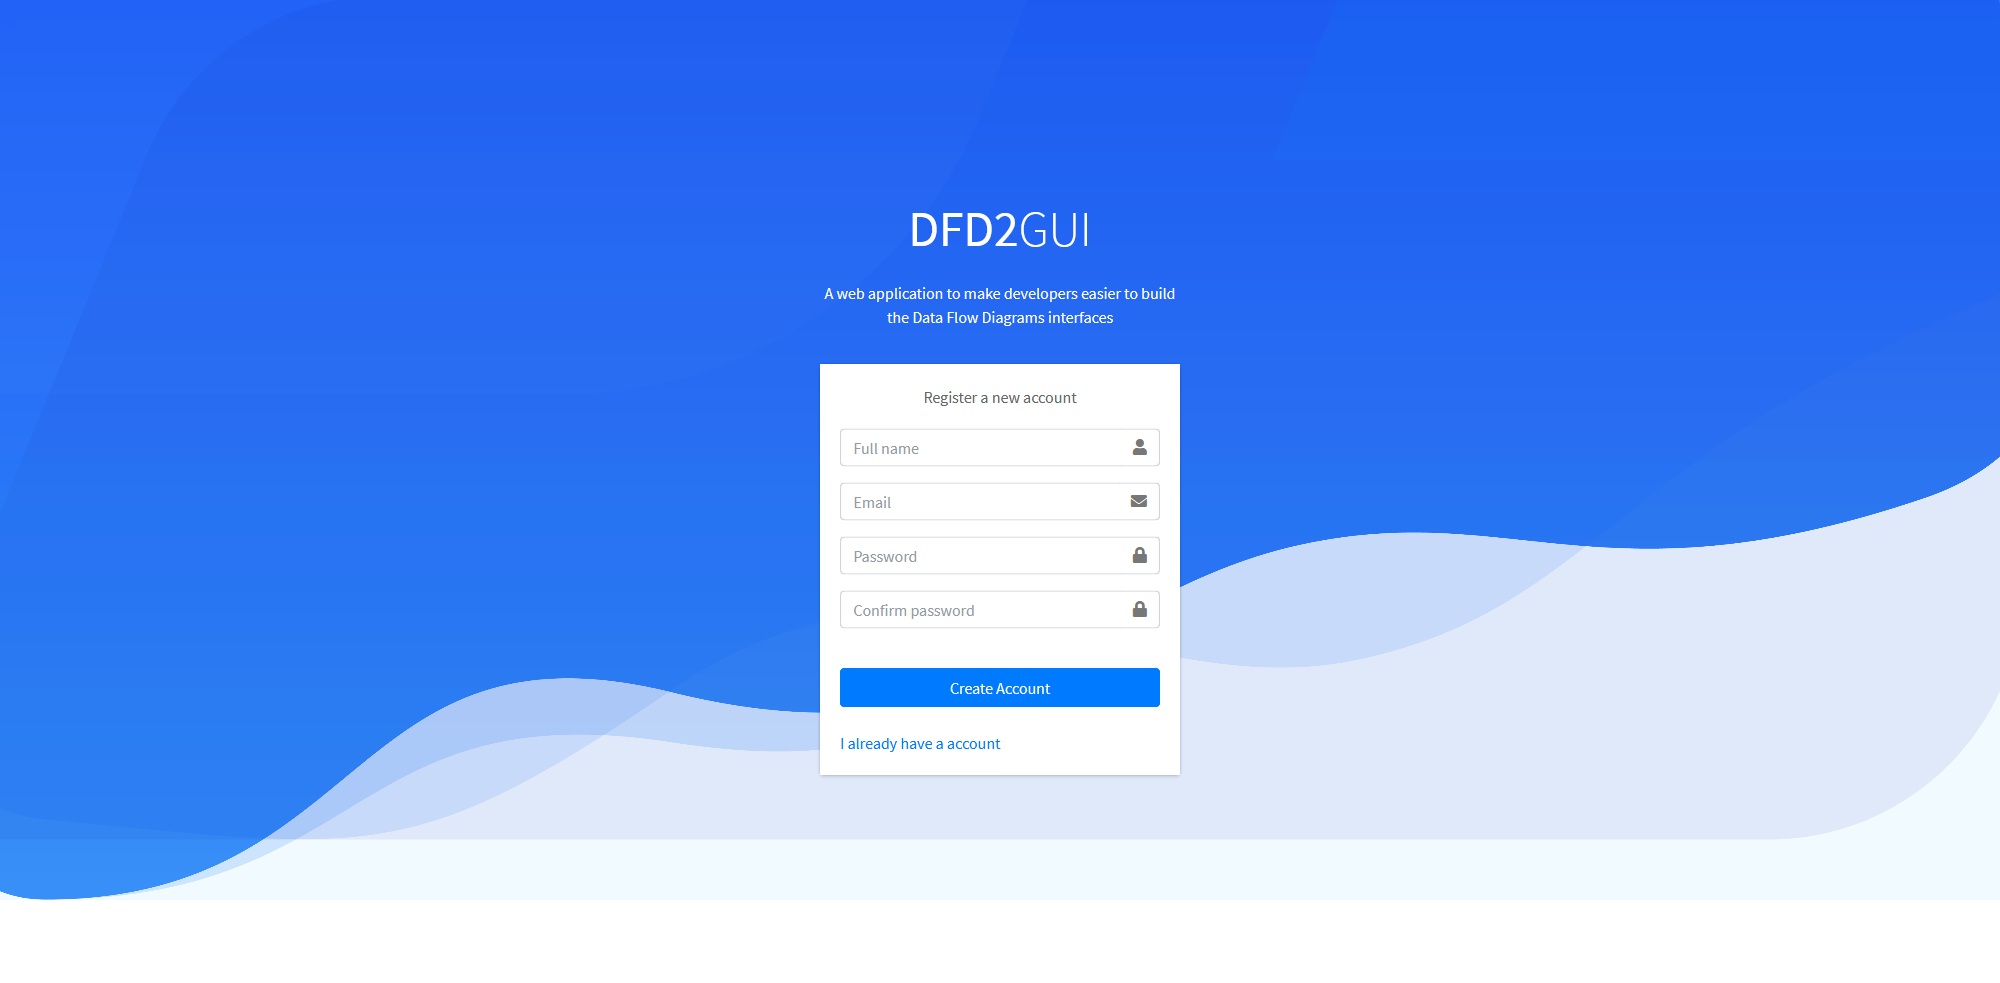 DFD2GUI
A web application to make developers easier to build
the Data Flow Diagrams interfaces
Register a new account
Full name
Email
Password
Confirm password
Create Account
I already have a account